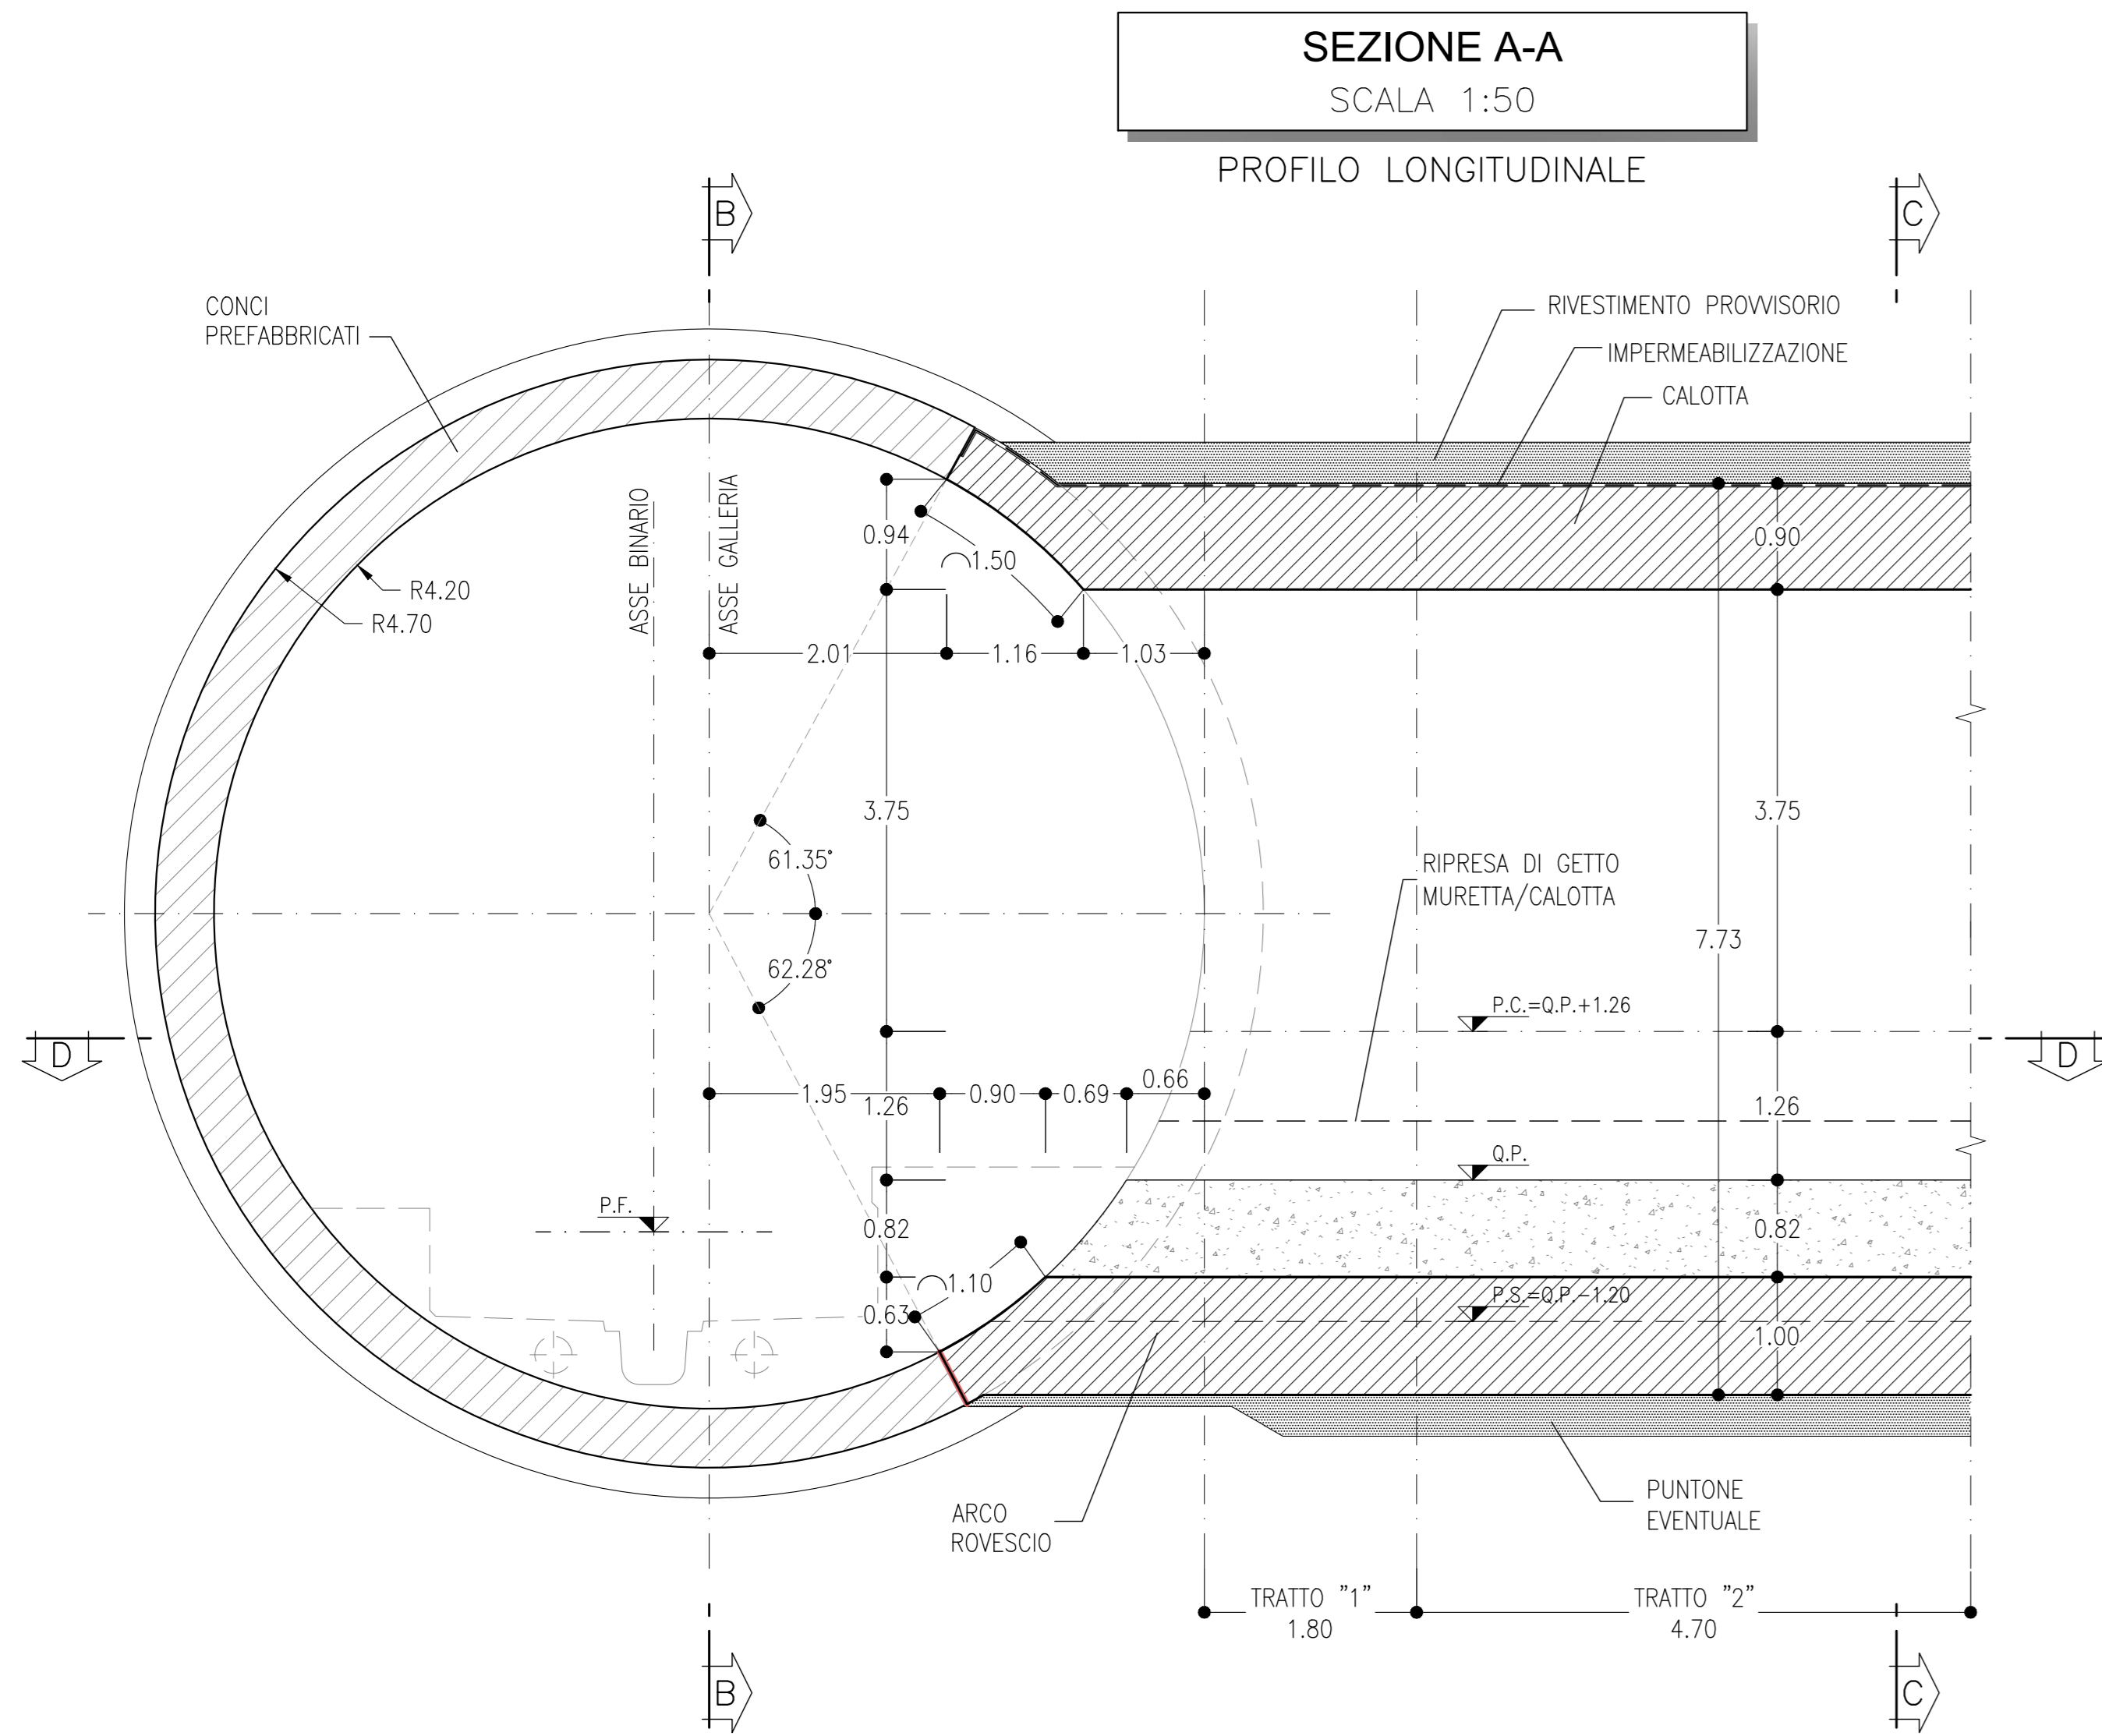 SEZIONE A-A
SCALA 1:50
PROFILO LONGITUDINALE
B
C
CONCI
PREFABBRICATI
RIVESTIMENTO PROVVISORIO
IMPERMEABILIZZAZIONE
CALOTTA
ASSE BINARIO
ASSE GALLERIA
0.94
1.50
0.90
R4.20
R4.70
2.01
1.16
1.03
3.75
3.75
61.35°
RIPRESA DI GETTO
MURETTA/CALOTTA
7.73
62.28°
P.C.=Q.P.+1.26
D
D
1.95
1.26
0.90
0.69
0.66
1.26
Q.P.
P.F.
0.82
0.82
1.10
0.63
P.S.=Q.P.-1.20
1.00
PUNTONE
EVENTUALE
ARCO
ROVESCIO
TRATTO "1"
1.80
TRATTO "2"
4.70
B
C